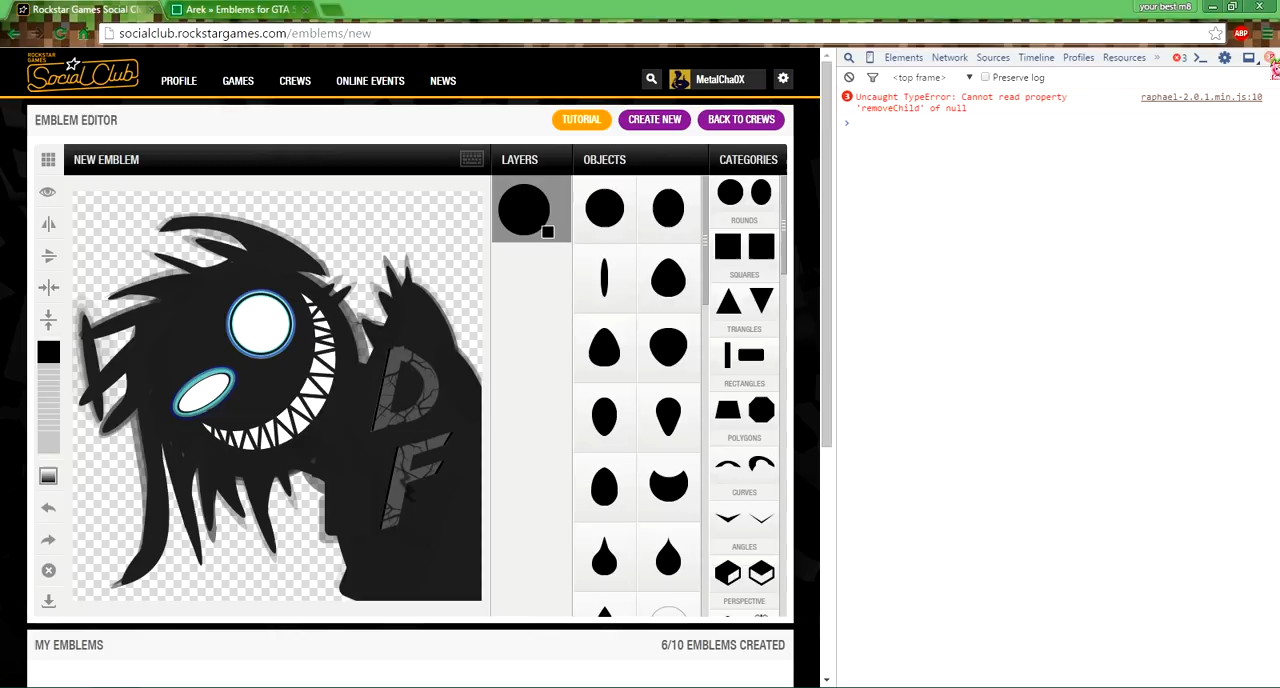 Rockstar Games Social Cl
Arek » Emblems for GTA 5
your best m8
socialclub.rockstargames.com/emblems/new
ABP
ROCKSTAR GAMES
Social Club
PROFILE
GAMES
CREWS
ONLINE EVENTS
NEWS
MetalCha0X
Elements
Network
Sources
Timeline
Profiles
Resources
»
3
<top frame>
Preserve log
3 Uncaught TypeError: Cannot read property 'removeChild' of null
raphael-2.0.1.min.js:10
EMBLEM EDITOR
TUTORIAL
CREATE NEW
BACK TO CREWS
NEW EMBLEM
LAYERS
OBJECTS
CATEGORIES
ROUNDS
SQUARES
TRIANGLES
RECTANGLES
POLYGONS
CURVES
ANGLES
PERSPECTIVE
D
F
MY EMBLEMS
6/10 EMBLEMS CREATED